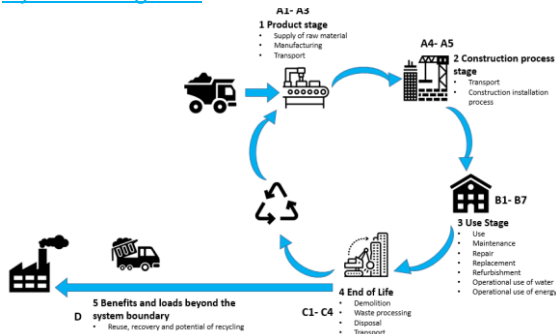 A1- A3
1 Product stage
• Supply of raw material
• Manufacturing
• Transport
A4- A5
2 Construction process
stage
• Transport
• Construction installation
process
B1- B7
3 Use Stage
• Use
• Maintenance
• Repair
• Replacement
• Refurbishment
• Operational use of water
• Operational use of energy
4 End of Life
C1- C4
• Demolition
• Waste processing
• Disposal
• Transport
5 Benefits and loads beyond the
D system boundary
• Reuse, recovery and potential of recycling